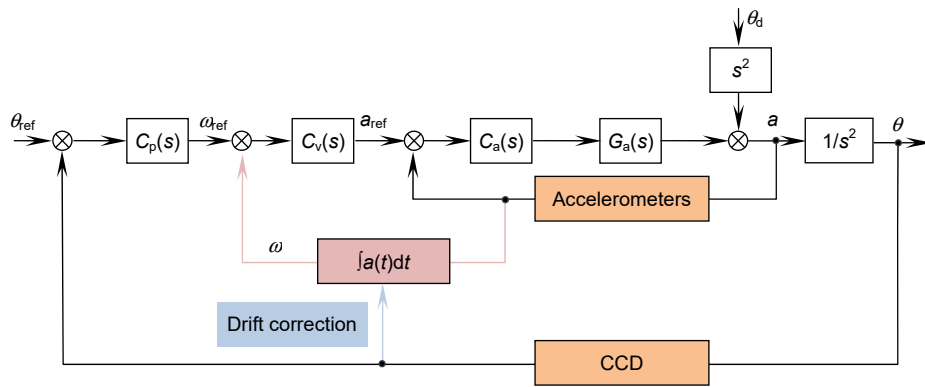 θd
s²
θref
Cp(s)
ωref
Cv(s)
aref
Ca(s)
Ga(s)
a
1/s²
θ
Accelerometers
ω
∫a(t)dt
Drift correction
CCD